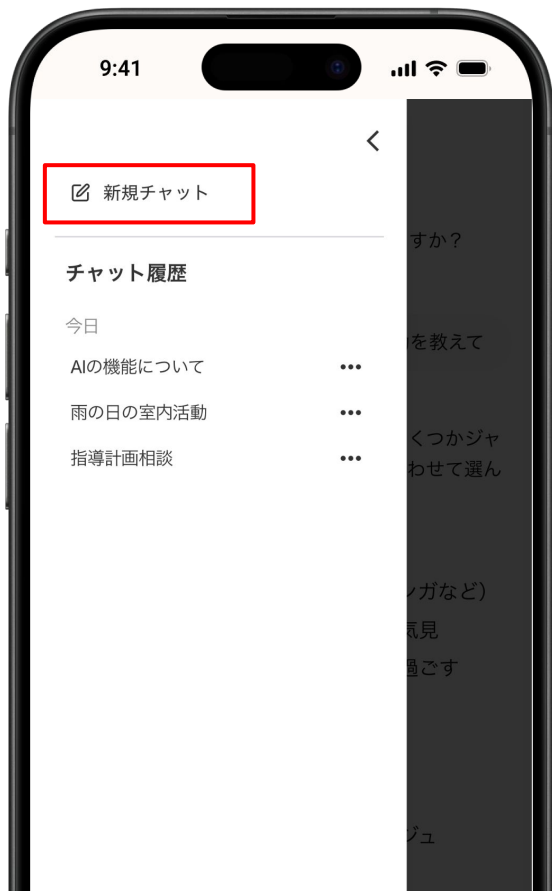 9:41
新規チャット
チャット履歴
今日
AIの機能について
雨の日の室内活動
指導計画相談
すか？
を教えて
くつかジャ
わせて選ん
ンガなど）
気見
過ごす
ジュ